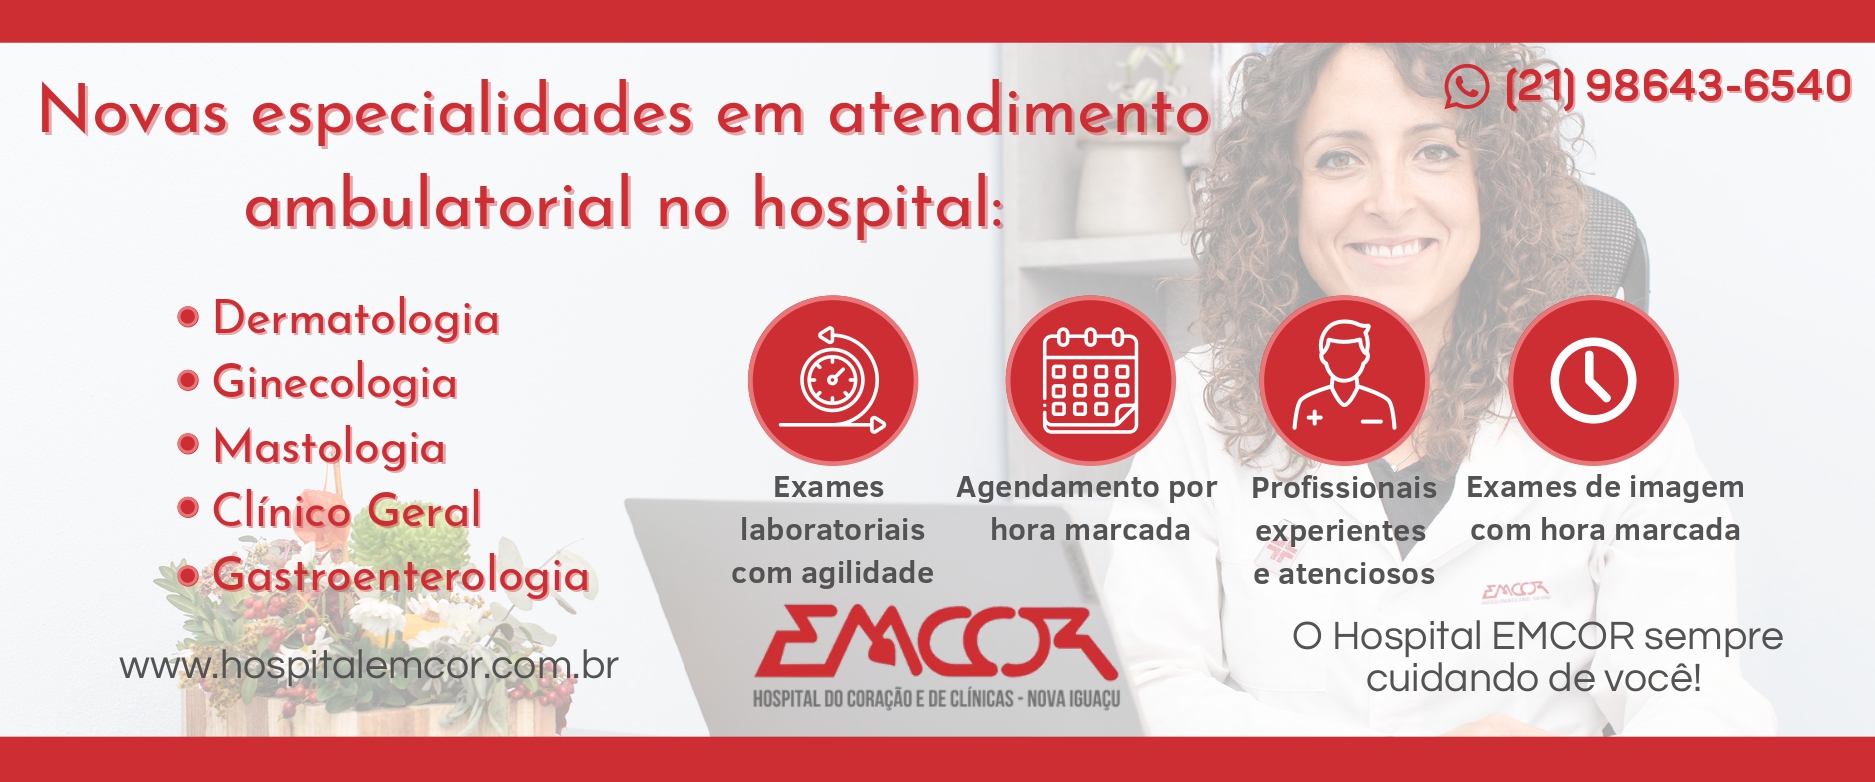 (21) 98643-6540
Novas especialidades em atendimento
ambulatorial no hospital:
Dermatologia
Ginecologia
Mastologia
Clínico Geral
Gastroenterologia
Exames
laboratoriais
com agilidade
Agendamento por
hora marcada
Profissionais
experientes
e atenciosos
Exames de imagem
com hora marcada
EMCOR
www.hospitalemcor.com.br
EMCOR
HOSPITAL DO CORAÇÃO E DE CLÍNICAS - NOVA IGUAÇU
O Hospital EMCOR sempre
cuidando de você!